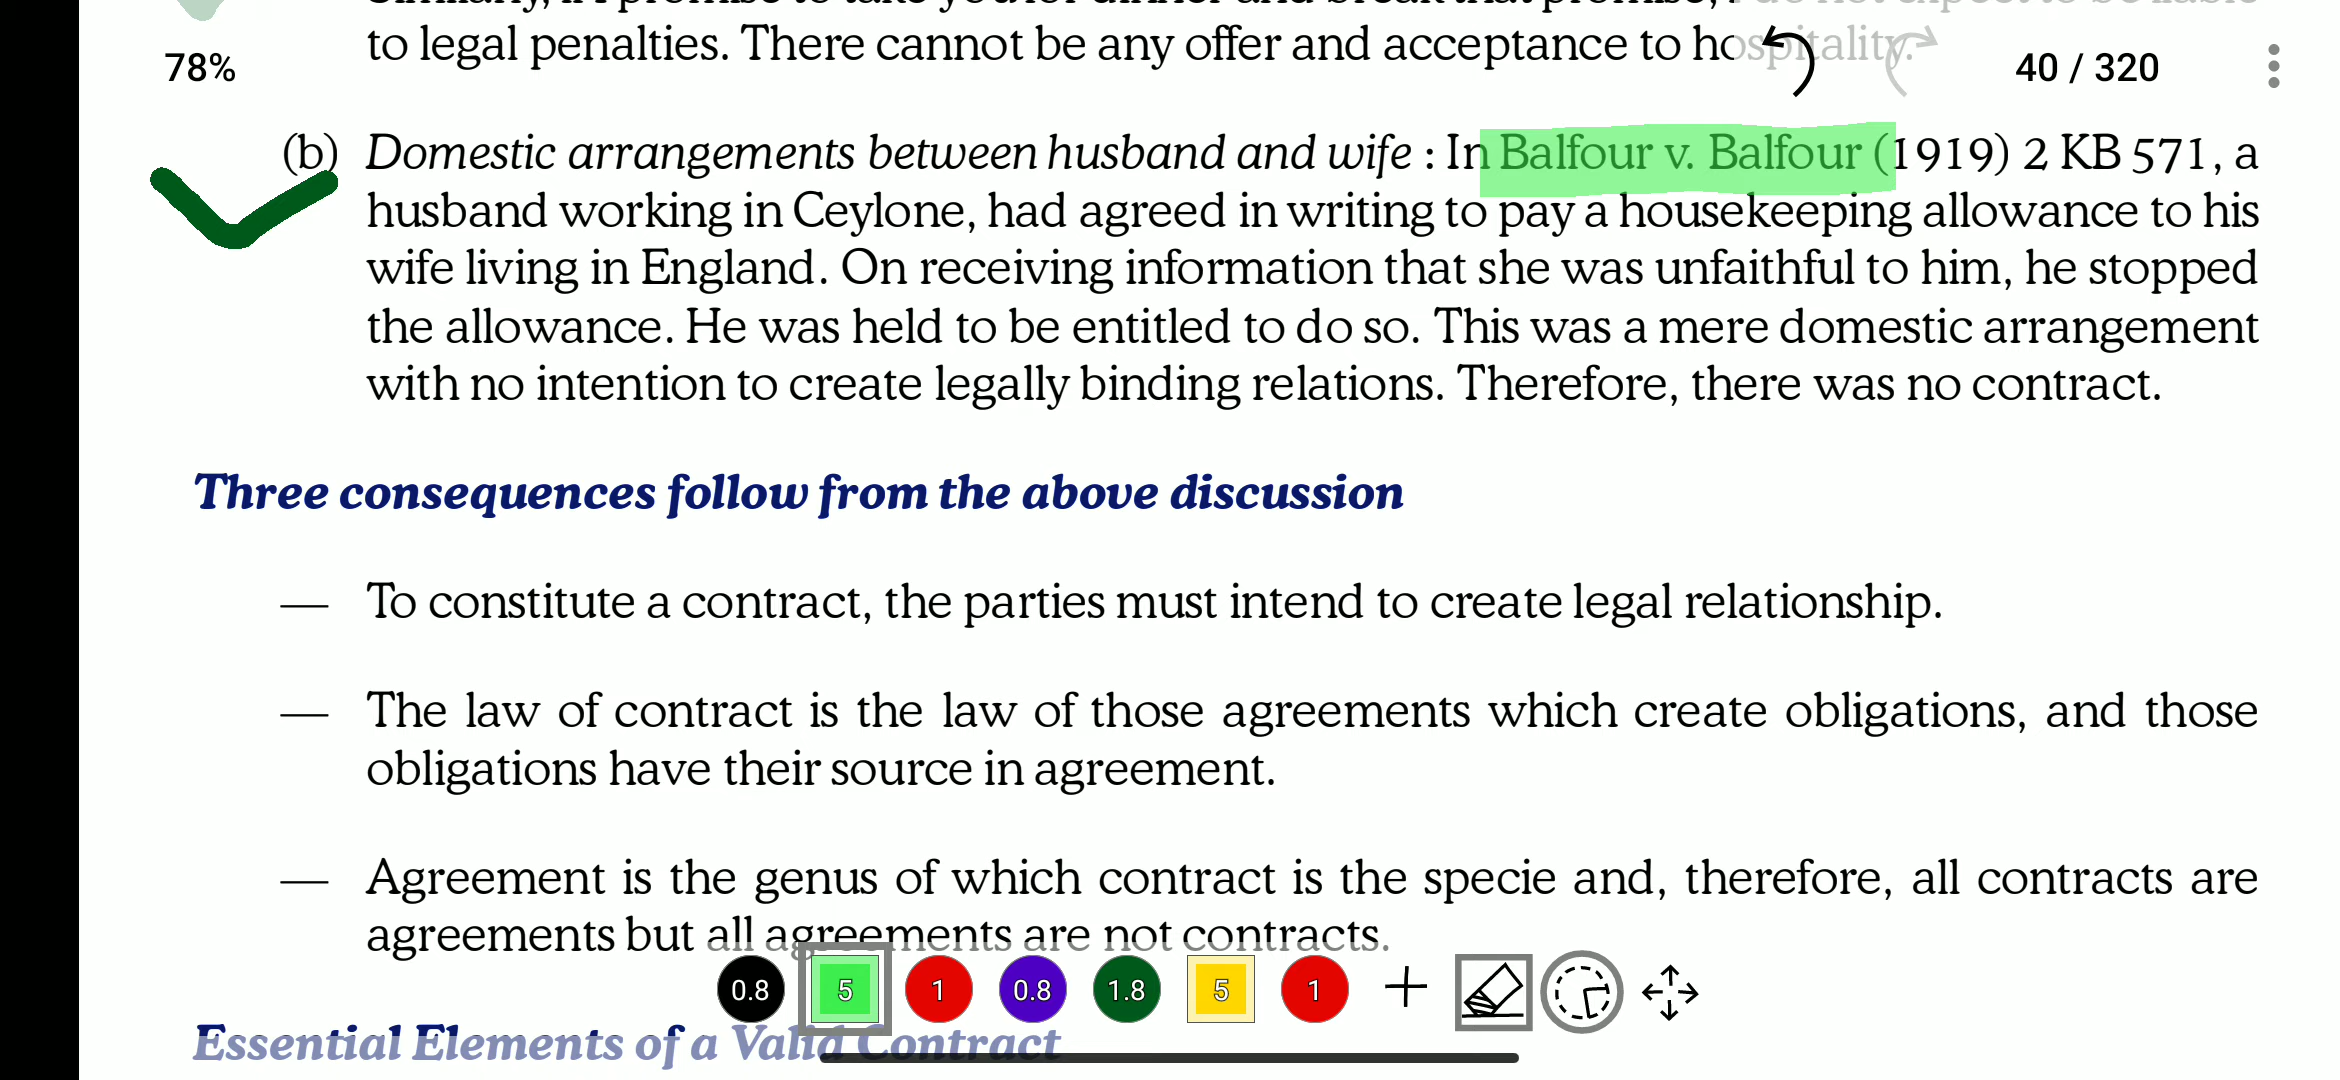 to legal penalties. There cannot be any offer and acceptance to hospitality.
78%
40 / 320
(b) Domestic arrangements between husband and wife : In Balfour v. Balfour (1919) 2 KB 571, a
husband working in Ceylone, had agreed in writing to pay a housekeeping allowance to his
wife living in England. On receiving information that she was unfaithful to him, he stopped
the allowance. He was held to be entitled to do so. This was a mere domestic arrangement
with no intention to create legally binding relations. Therefore, there was no contract.
Three consequences follow from the above discussion
— To constitute a contract, the parties must intend to create legal relationship.
— The law of contract is the law of those agreements which create obligations, and those
obligations have their source in agreement.
— Agreement is the genus of which contract is the specie and, therefore, all contracts are
agreements but all agreements are not contracts.
0.8 5 1 0.8 1.8 5 1
Essential Elements of a Valid Contract